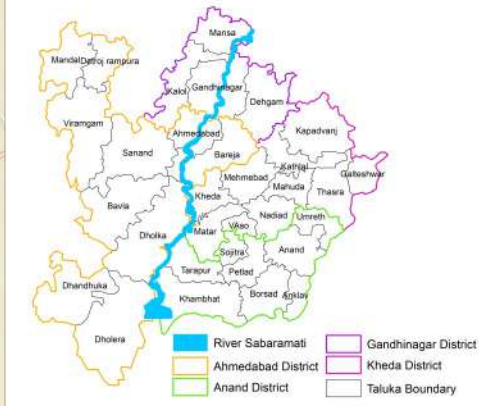 Mansa
Mandal
Detroj rampura
Kalol
Gandhinagar
Dehgam
Viramgam
Ahmedabad
Kapadvanj
Sanand
Bareja
Kathlal
Galteshwar
Mehmebad
Mahuda
Thasra
Bavla
Kheda
Nadiad
Umreth
Dholka
Matar
VAso
Sojitra
Anand
Dhandhuka
Tarapur
Petlad
Khambhat
Borsad
Anklav
Dholera
River Sabaramati
Gandhinagar District
Ahmedabad District
Kheda District
Anand District
Taluka Boundary